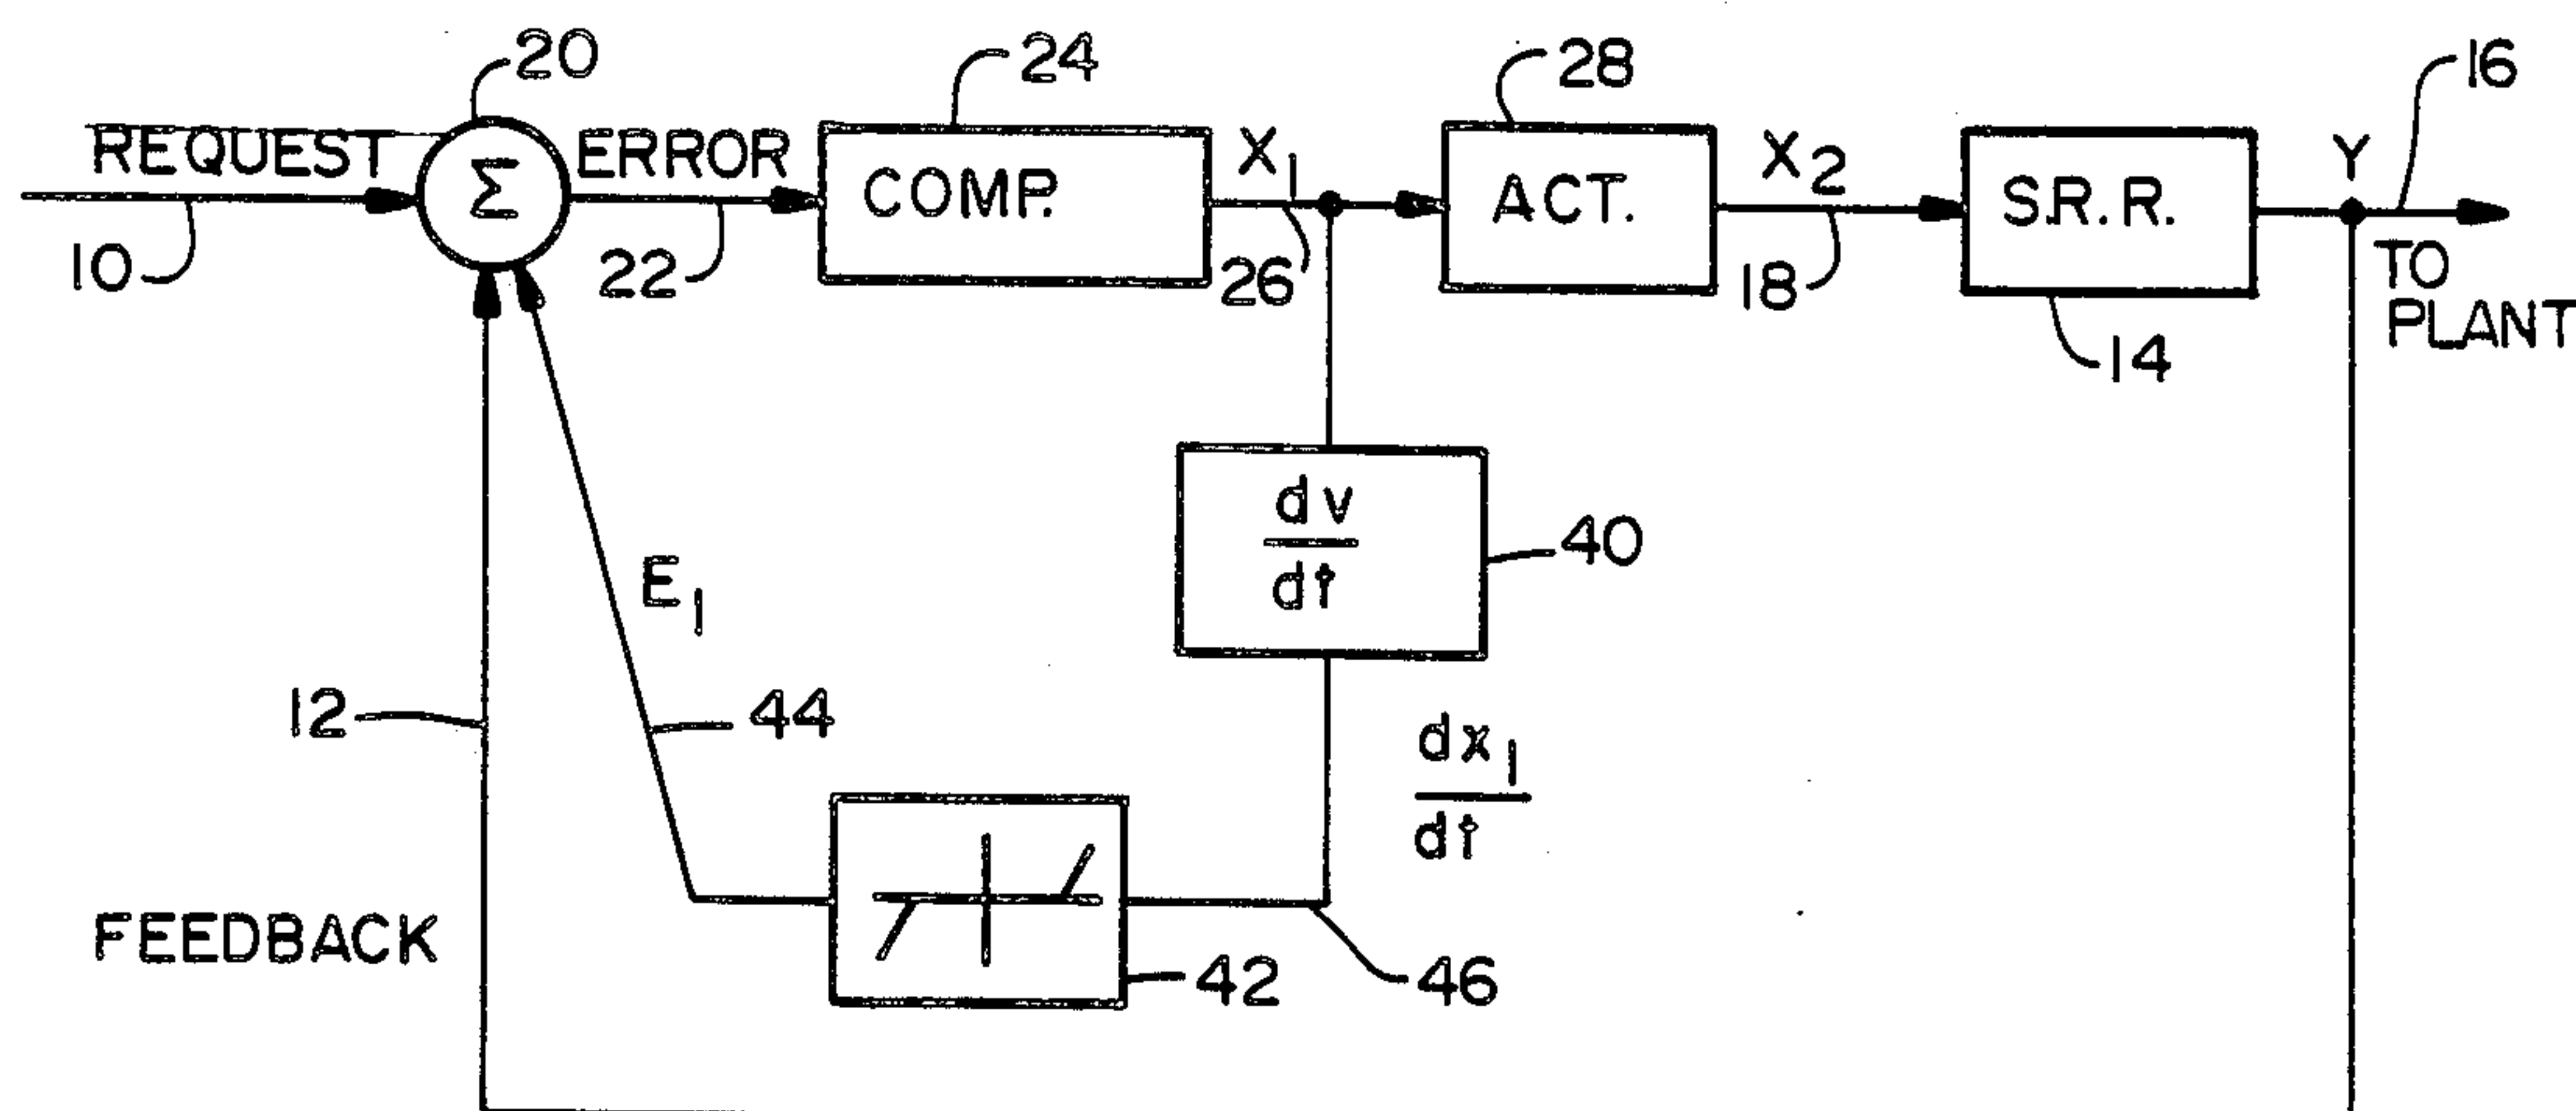 20
24
28
16
REQUEST
Σ
ERROR
COMP.
X1
ACT.
X2
S.R.R.
Y
10
22
26
18
14
TO
PLANT
dv
dt
40
E1
12
44
dx1
dt
FEEDBACK
42
46